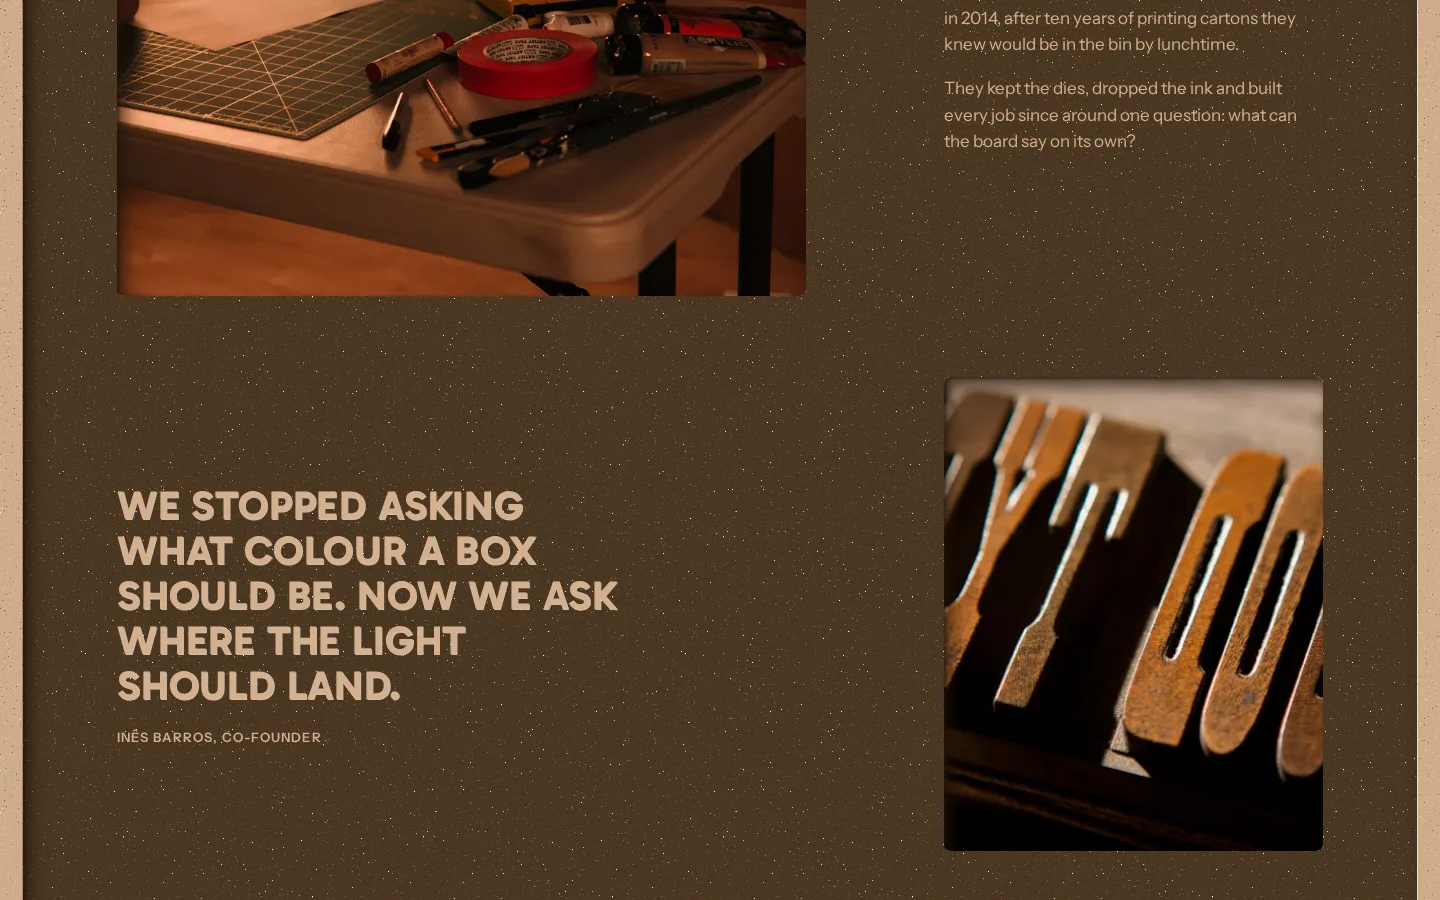 in 2014, after ten years of printing cartons they
knew would be in the bin by lunchtime.
They kept the dies, dropped the ink and built
every job since around one question: what can
the board say on its own?
WE STOPPED ASKING
WHAT COLOUR A BOX
SHOULD BE. NOW WE ASK
WHERE THE LIGHT
SHOULD LAND.
INÊS BARROS, CO-FOUNDER